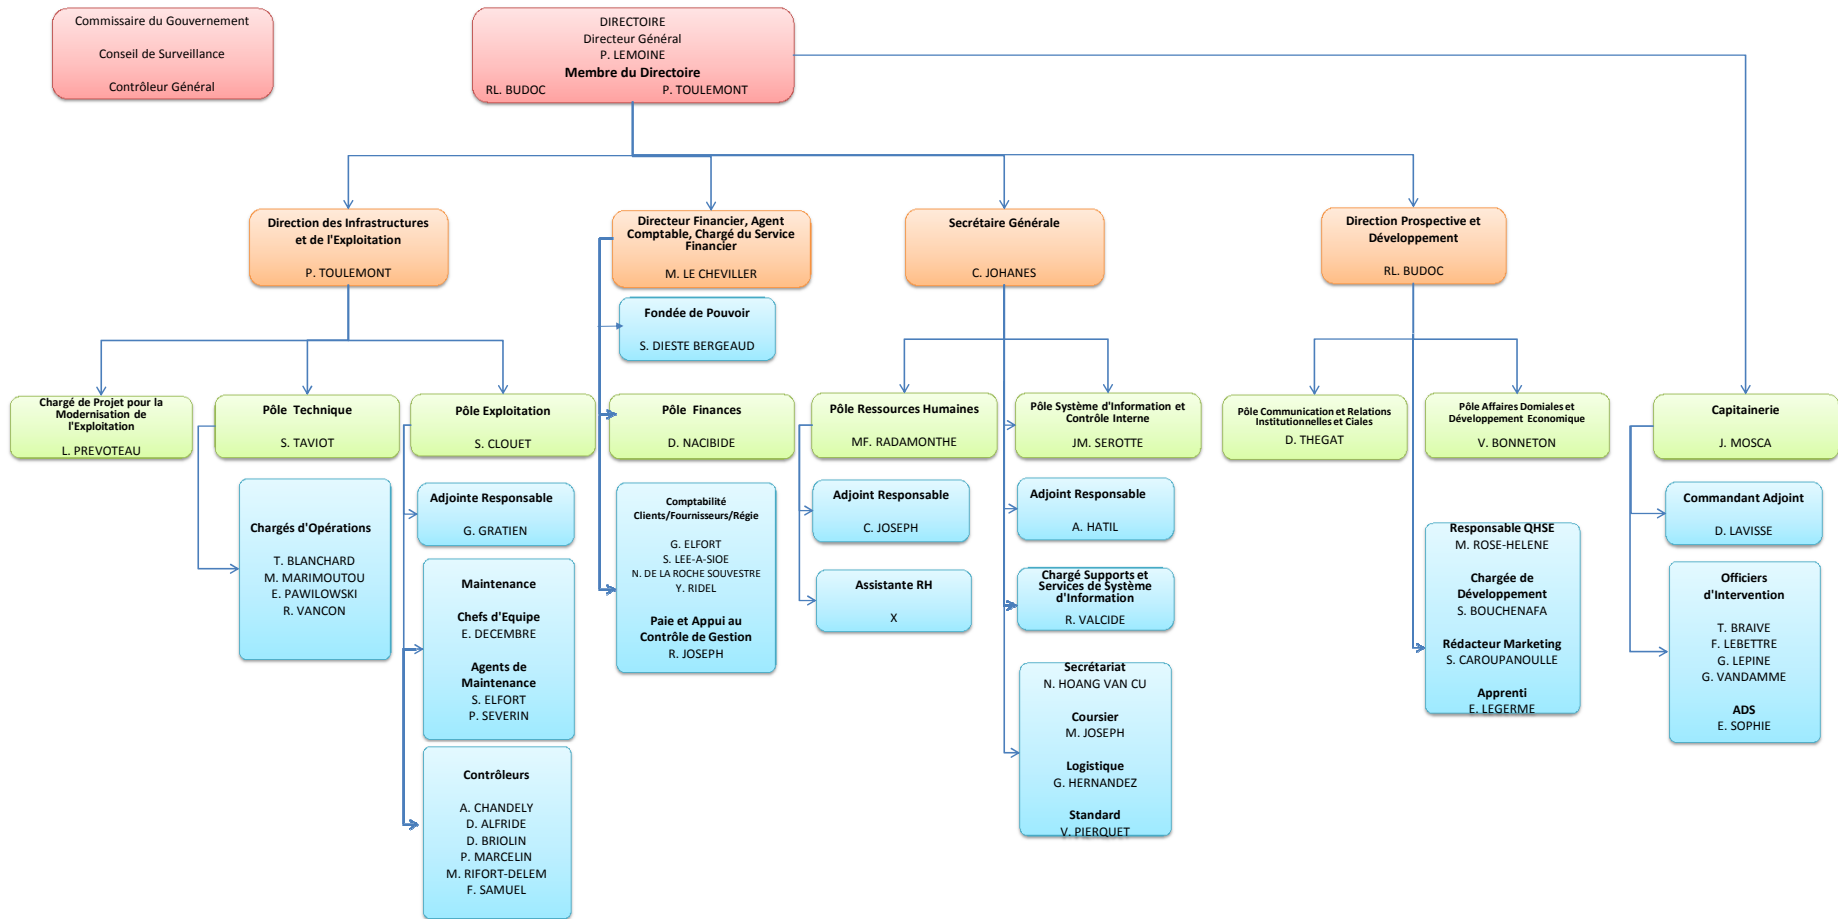 Commissaire du Gouvernement
Conseil de Surveillance
Contrôleur Général
DIRECTOIRE
Directeur Général
P. LEMOINE
Membre du Directoire
RL. BUDOC P. TOULEMONT
Direction des Infrastructures
et de l'Exploitation
P. TOULEMONT
Directeur Financier, Agent
Comptable, Chargé du Service
Financier
M. LE CHEVILLER
Secrétaire Générale
C. JOHANES
Direction Prospective et
Développement
RL. BUDOC
Fondée de Pouvoir
S. DIESTE BERGEAUD
Chargé de Projet pour la
Modernisation de
l'Exploitation
L. PREVOTEAU
Pôle Technique
S. TAVIOT
Pôle Exploitation
S. CLOUET
Pôle Finances
D. NACIBIDE
Pôle Ressources Humaines
MF. RADAMONTHE
Pôle Système d'Information et
Contrôle Interne
JM. SEROTTE
Pôle Communication et Relations
Institutionnelles et Ciales
D. THEGAT
Pôle Affaires Domiales et
Développement Economique
V. BONNETON
Capitainerie
J. MOSCA
Chargés d'Opérations
T. BLANCHARD
M. MARIMOUTOU
E. PAWILOWSKI
R. VANCON
Adjointe Responsable
G. GRATIEN
Maintenance
Chefs d'Equipe
E. DECEMBRE
Agents de
Maintenance
S. ELFORT
P. SEVERIN
Contrôleurs
A. CHANDELY
D. ALFRIDE
D. BRIOLIN
P. MARCELIN
M. RIFORT-DELEM
F. SAMUEL
Comptabilité
Clients/Fournisseurs/Régie
G. ELFORT
S. LEE-A-SIOE
N. DE LA ROCHE SOUVESTRE
Y. RIDEL
Paie et Appui au
Contrôle de Gestion
R. JOSEPH
Adjoint Responsable
C. JOSEPH
Assistante RH
X
Adjoint Responsable
A. HATIL
Chargé Supports et
Services de Système
d'Information
R. VALCIDE
Secrétariat
N. HOANG VAN CU
Coursier
M. JOSEPH
Logistique
G. HERNANDEZ
Standard
V. PIERQUET
Responsable QHSE
M. ROSE-HELENE
Chargée de
Développement
S. BOUCHENAFA
Rédacteur Marketing
S. CAROUPANOULLE
Apprenti
E. LEGERME
Commandant Adjoint
D. LAVISSE
Officiers
d'Intervention
T. BRAIVE
F. LEBETTRE
G. LEPINE
G. VANDAMME
ADS
E. SOPHIE